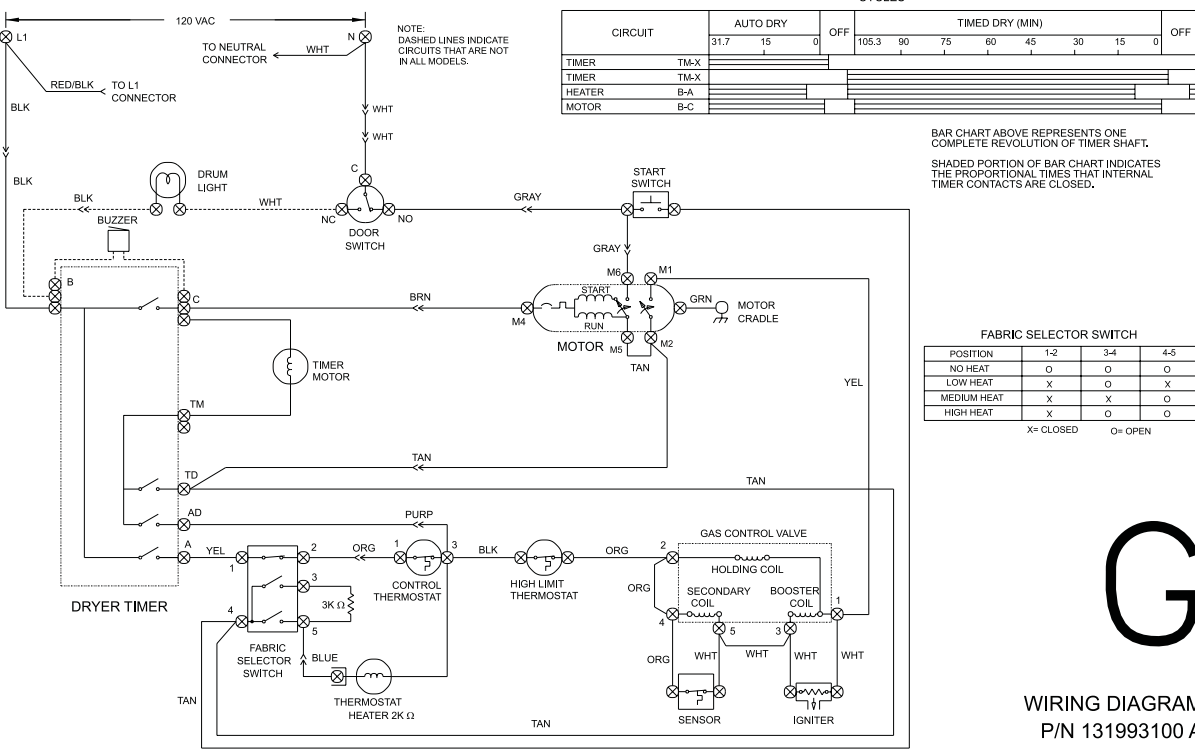 120 VAC
L1
N
NOTE:
DASHED LINES INDICATE
CIRCUITS THAT ARE NOT
IN ALL MODELS.
TO NEUTRAL
CONNECTOR
WHT
RED/BLK
TO L1
CONNECTOR
BLK
WHT
WHT
BLK
DRUM
LIGHT
C
BLK
WHT
NC
NO
DOOR
SWITCH
GRAY
START
SWITCH
BUZZER
GRAY
B
C
BRN
M6
M1
START
RUN
M4
MOTOR
M5
M2
TAN
GRN
MOTOR
CRADLE
TIMER
MOTOR
YEL
TM
TAN
TD
TAN
AD
PURP
A
YEL
1
2
ORG
1
3
BLK
ORG
2
GAS CONTROL VALVE
HOLDING COIL
CONTROL
THERMOSTAT
HIGH LIMIT
THERMOSTAT
ORG
SECONDARY
COIL
BOOSTER
COIL
1
3
3K Ω
4
5
4
5
3
DRYER TIMER
FABRIC
SELECTOR
SWITCH
BLUE
THERMOSTAT
HEATER 2K Ω
ORG
WHT
WHT
WHT
WHT
SENSOR
IGNITER
TAN
TAN
CIRCUIT
AUTO DRY
OFF
TIMED DRY (MIN)
OFF
31.7 15 0
105.3 90 75 60 45 30 15 0
TIMER TM-X
TIMER TM-X
HEATER B-A
MOTOR B-C
BAR CHART ABOVE REPRESENTS ONE
COMPLETE REVOLUTION OF TIMER SHAFT.
SHADED PORTION OF BAR CHART INDICATES
THE PROPORTIONAL TIMES THAT INTERNAL
TIMER CONTACTS ARE CLOSED.
FABRIC SELECTOR SWITCH
POSITION 1-2 3-4 4-5
NO HEAT O O O
LOW HEAT X O X
MEDIUM HEAT X X O
HIGH HEAT X O O
X= CLOSED O= OPEN
G
WIRING DIAGRAM
P/N 131993100 A